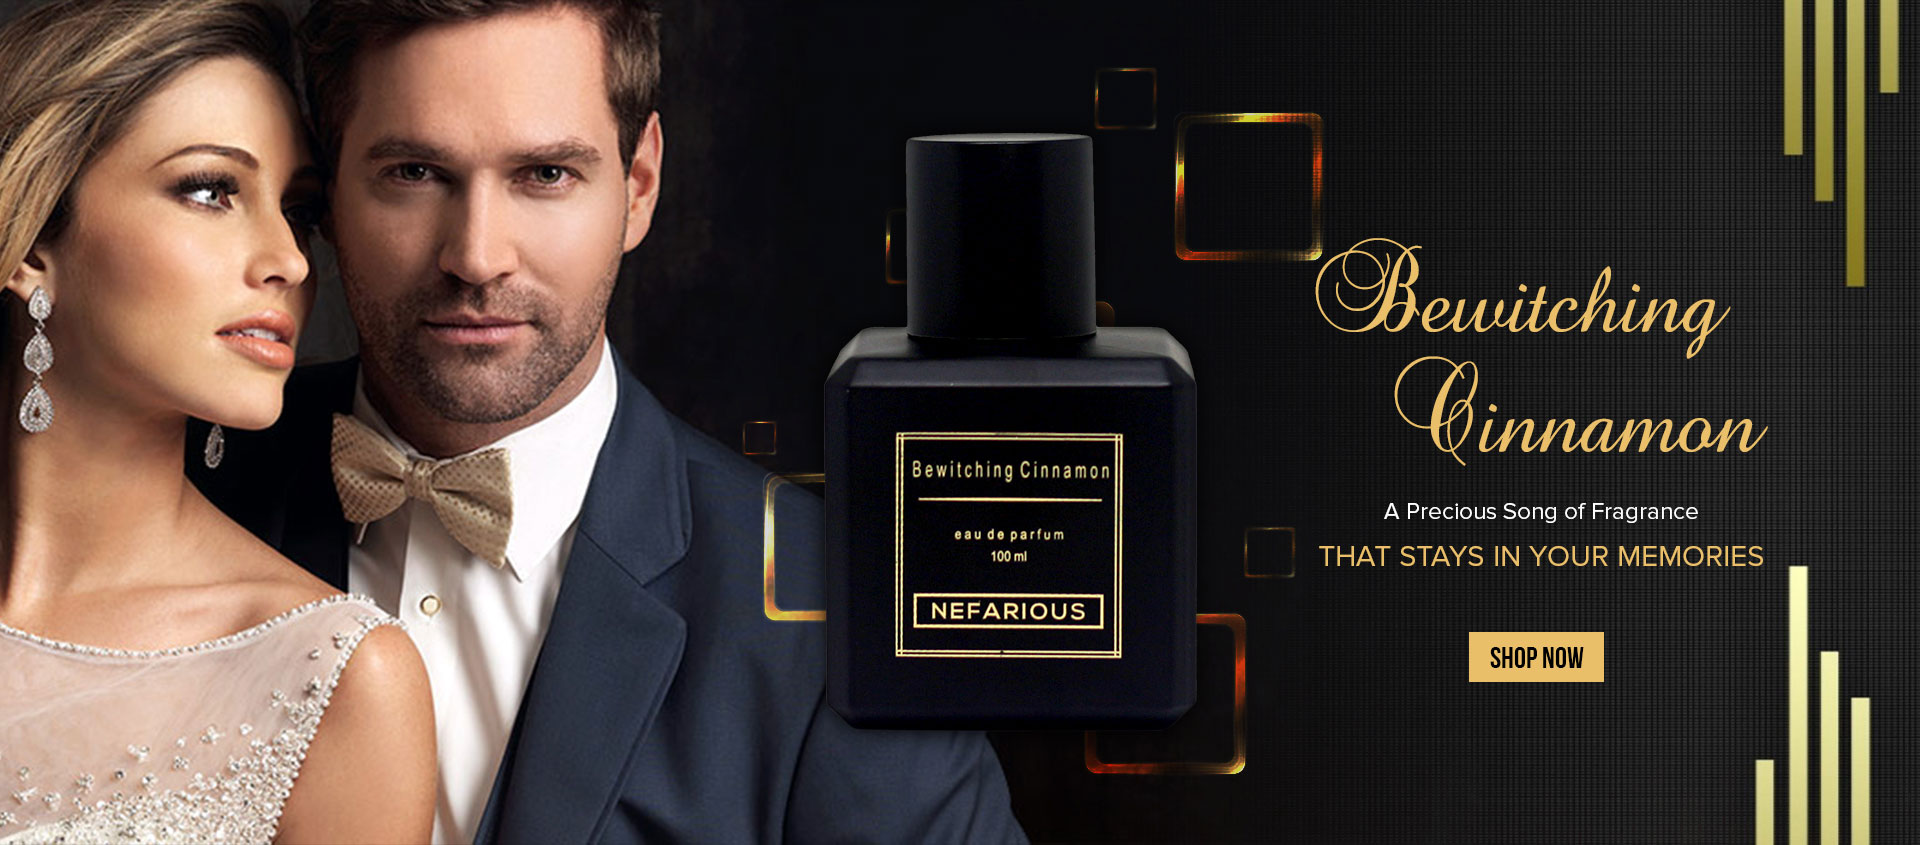 Bewitching
Cinnamon
A Precious Song of Fragrance
THAT STAYS IN YOUR MEMORIES
SHOP NOW
Bewitching Cinnamon
eau de parfum
100 ml
NEFARIOUS